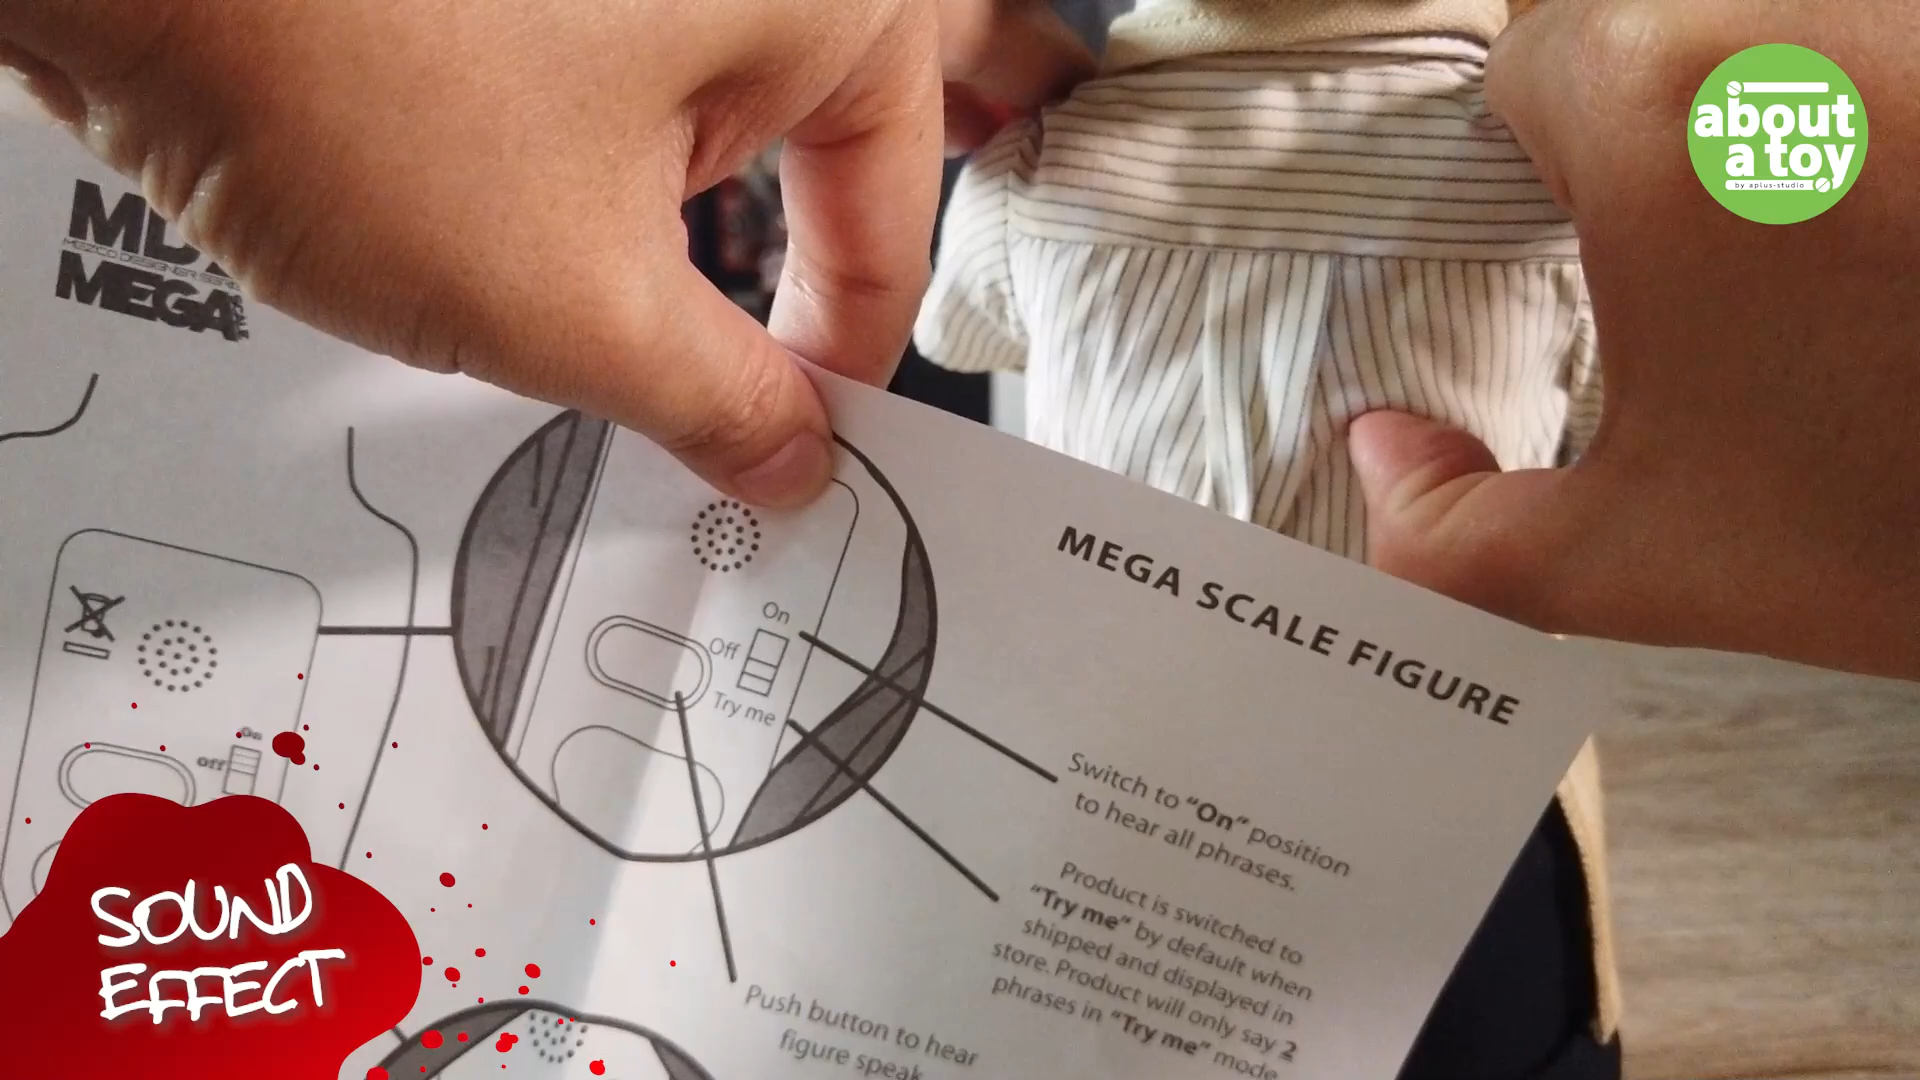 about
a toy
by aplus-studio
MEZCO DESIGNER SERIES
MEGA
SCALE
MEGA SCALE FIGURE
On
Off
Try me
On
off
Switch to "On" position
to hear all phrases.
Product is switched to
"Try me" by default when
shipped and displayed in
store. Product will only say 2
phrases in "Try me" mode
Push button to hear
figure speak
SOUND
EFFECT